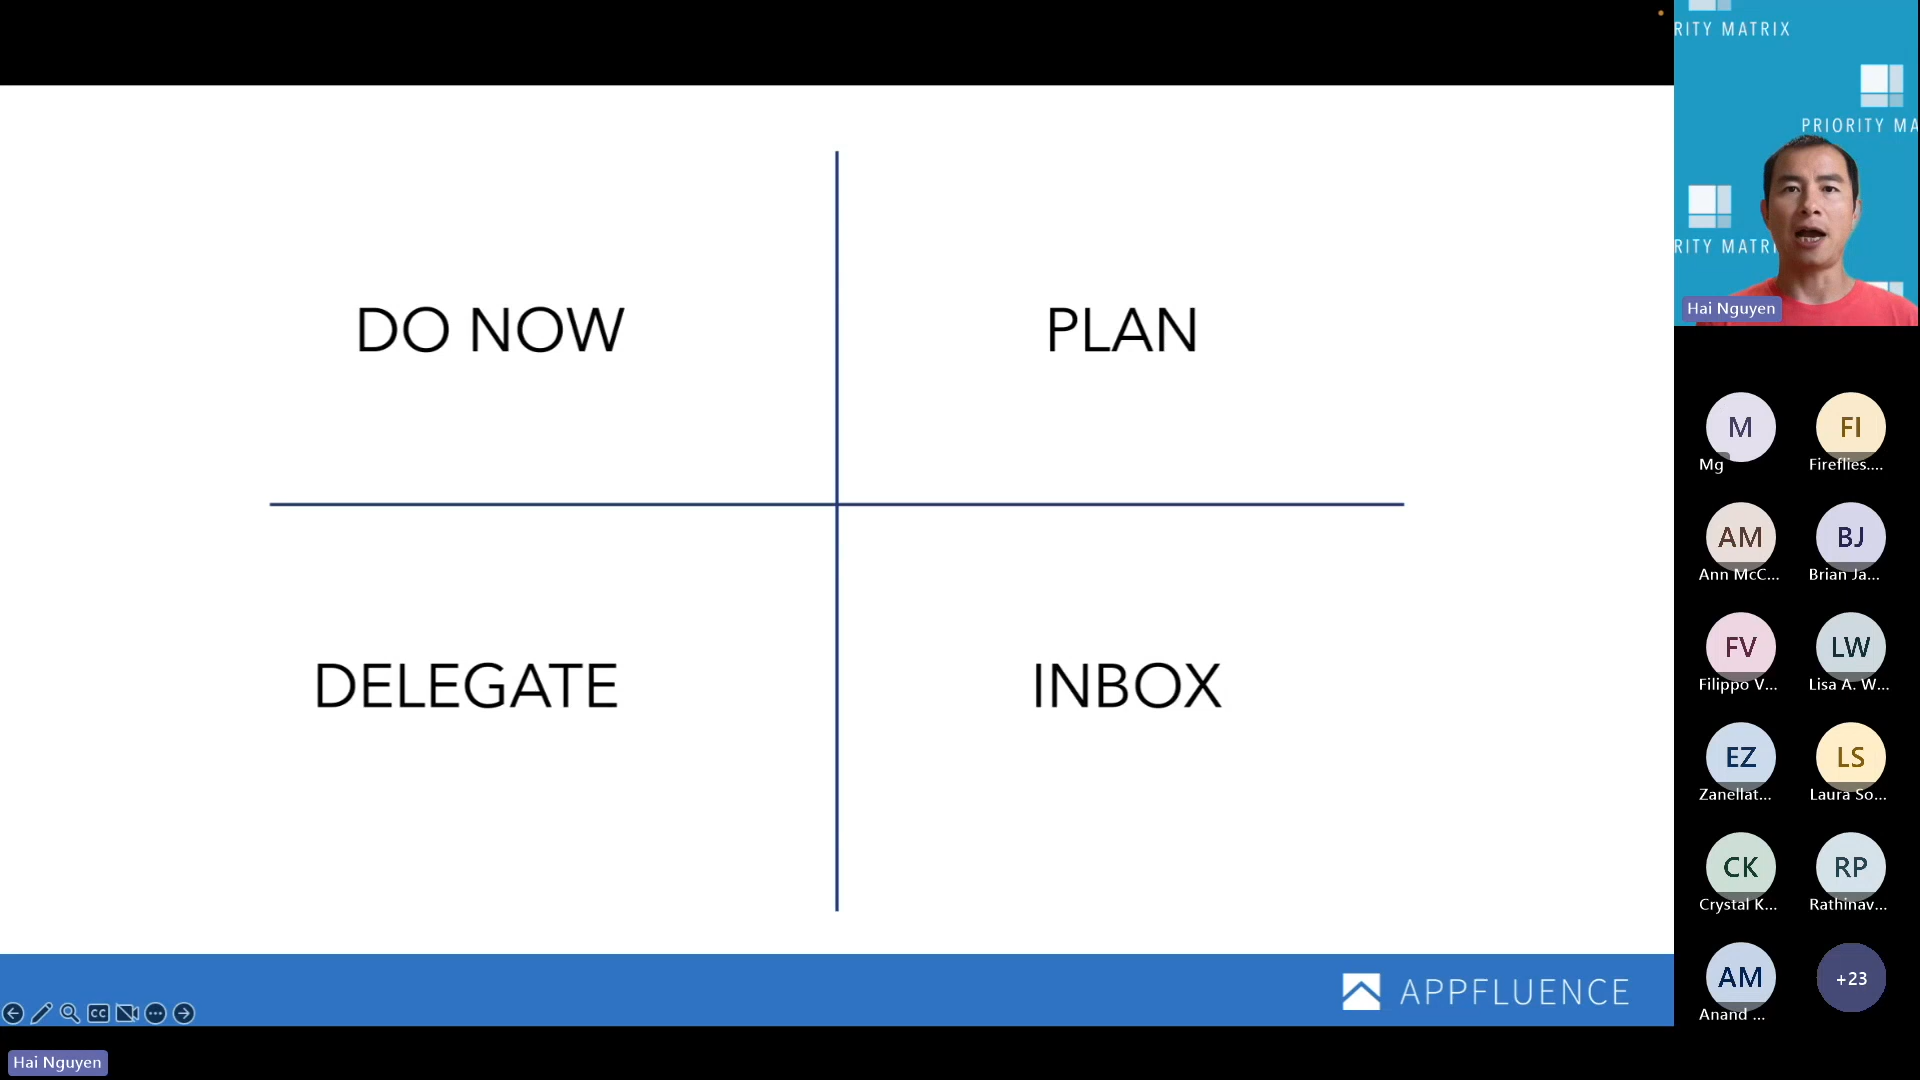 DO NOW
PLAN
DELEGATE
INBOX
APPFLUENCE
CC
Hai Nguyen
RITY MATRIX
PRIORITY MA
RITY MATRI
Hai Nguyen
M
Mg
FI
Fireflies....
AM
Ann McC...
BJ
Brian Ja...
FV
Filippo V...
LW
Lisa A. W...
EZ
Zanellat...
LS
Laura So...
CK
Crystal K...
RP
Rathinav...
AM
Anand ...
+23